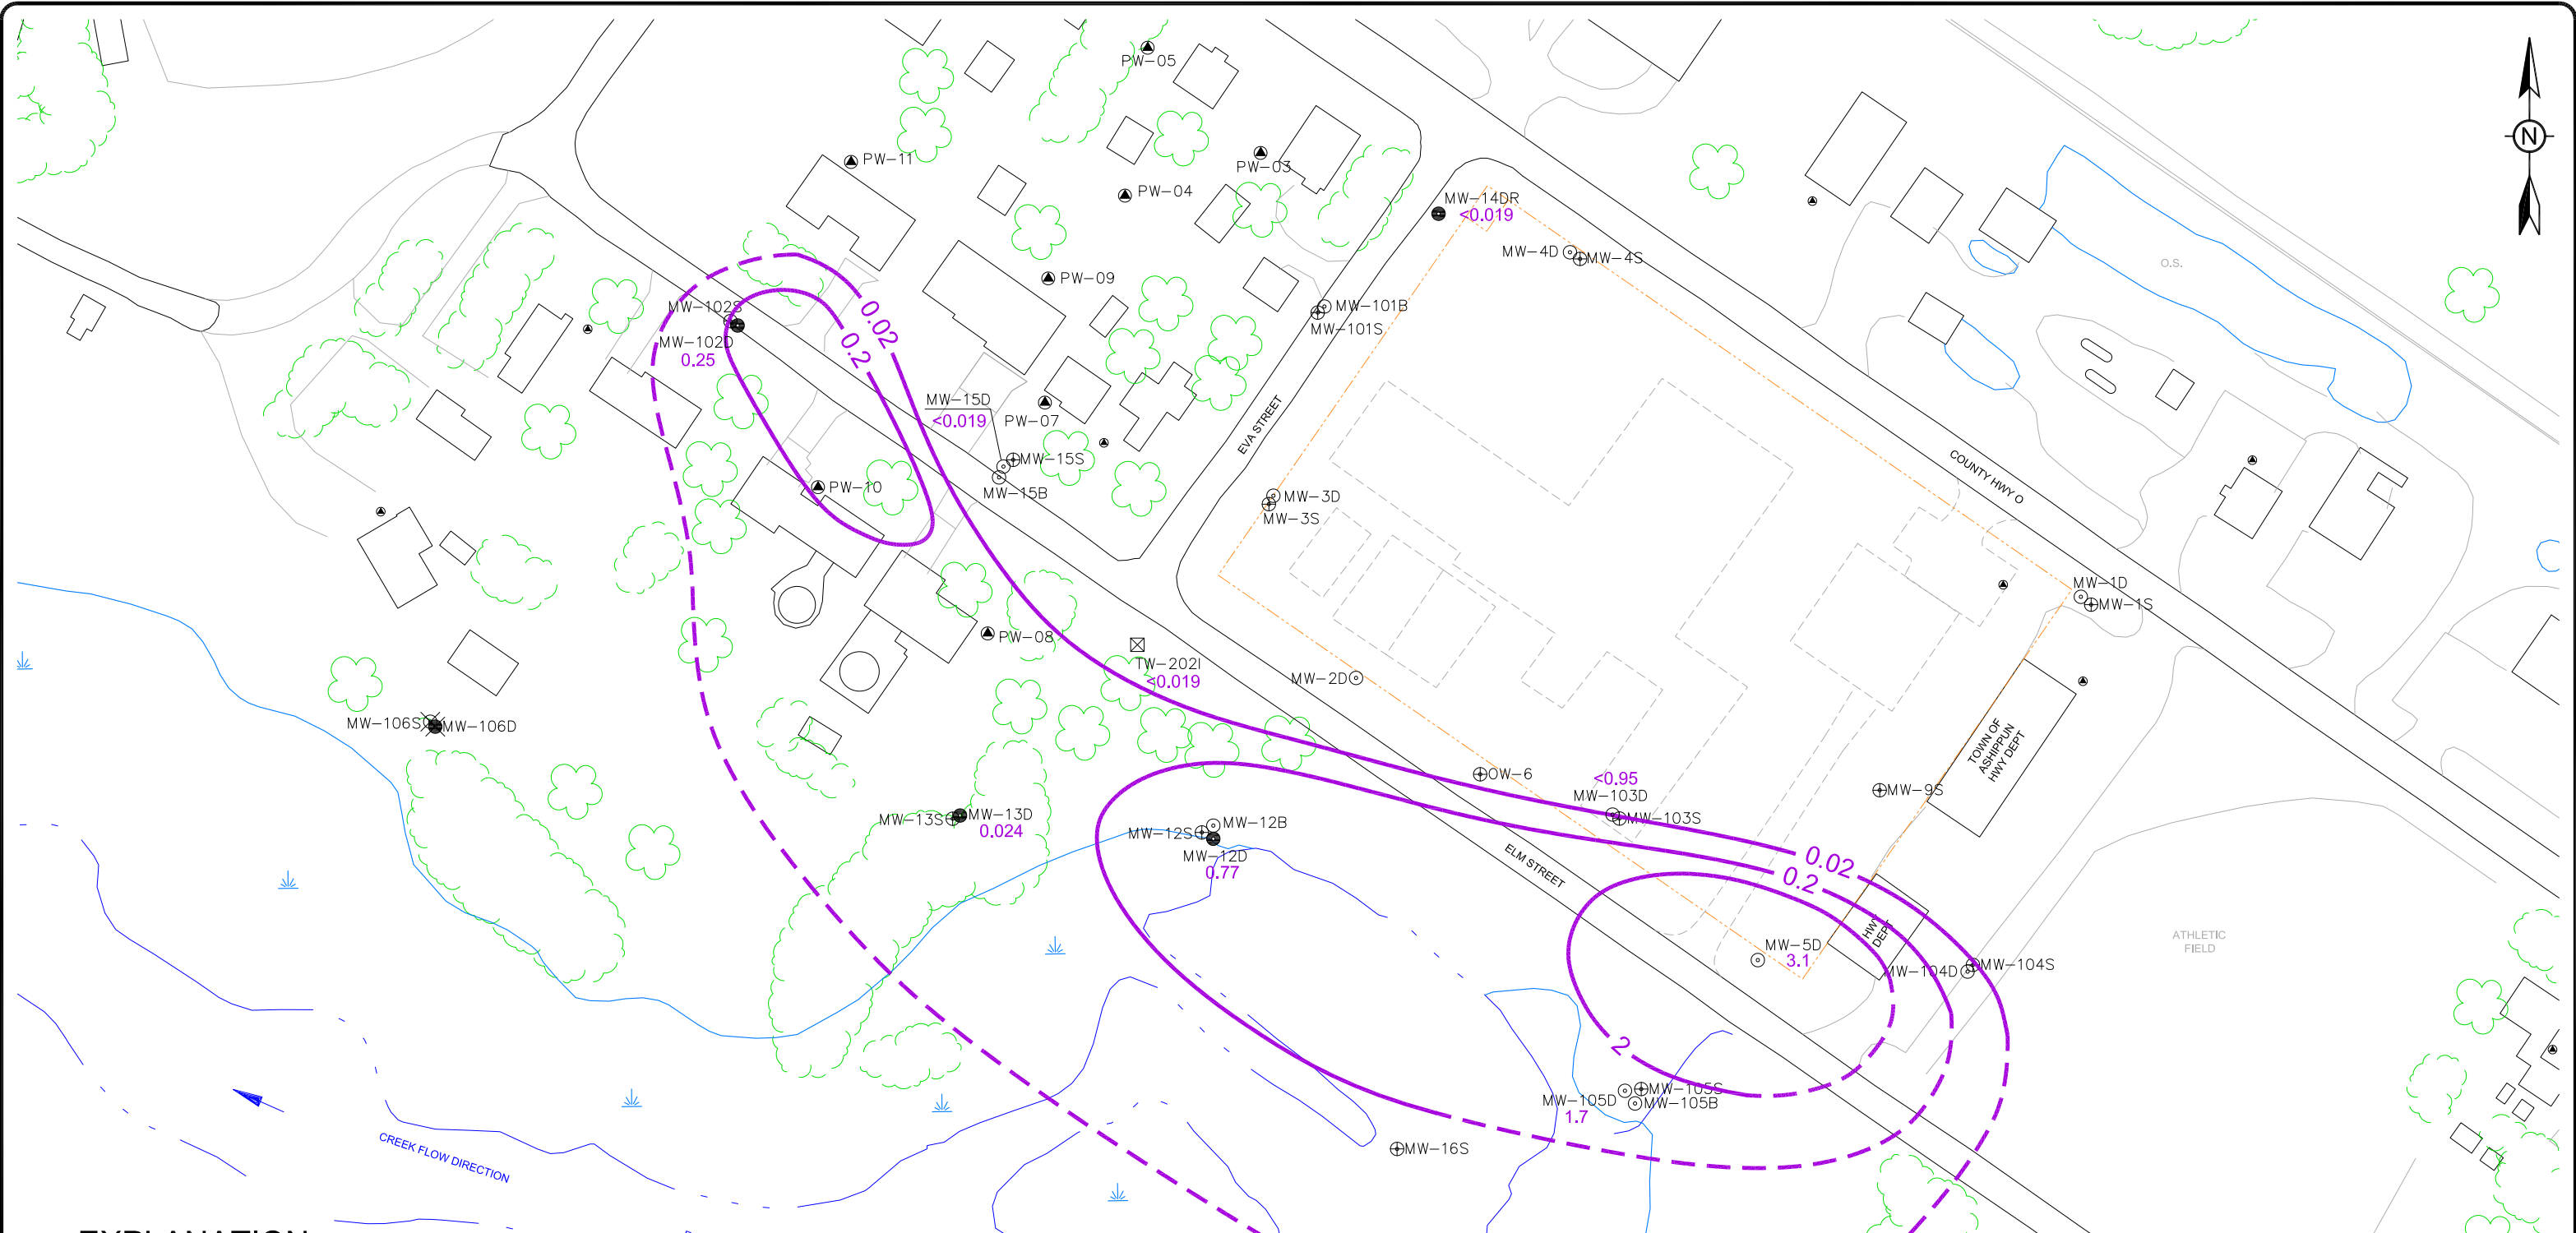 PW-05
N
PW-11
PW-03
PW-04
MW-14DR
<0.019
MW-4D
MW-4S
O.S.
PW-09
MW-102S
MW-102D
0.25
0.02
0.2
MW-101B
MW-101S
MW-15D
<0.019
PW-07
EVA STREET
MW-15S
MW-15B
PW-10
COUNTY HWY O
MW-3D
MW-3S
MW-1D
MW-1S
PW-08
TW-202I
<0.019
MW-2D
MW-106S
MW-106D
TOWN OF
ASHIPPUN
HWY DEPT
OW-6
<0.95
MW-103D
MW-103S
MW-9S
MW-13S
MW-13D
0.024
MW-12B
MW-12S
MW-12D
0.77
ELM STREET
0.02
0.2
HWY
DEPT
ATHLETIC
FIELD
MW-5D
3.1
MW-104D
MW-104S
2
MW-105S
MW-105D
MW-105B
1.7
MW-16S
CREEK FLOW DIRECTION
EXPLANATION